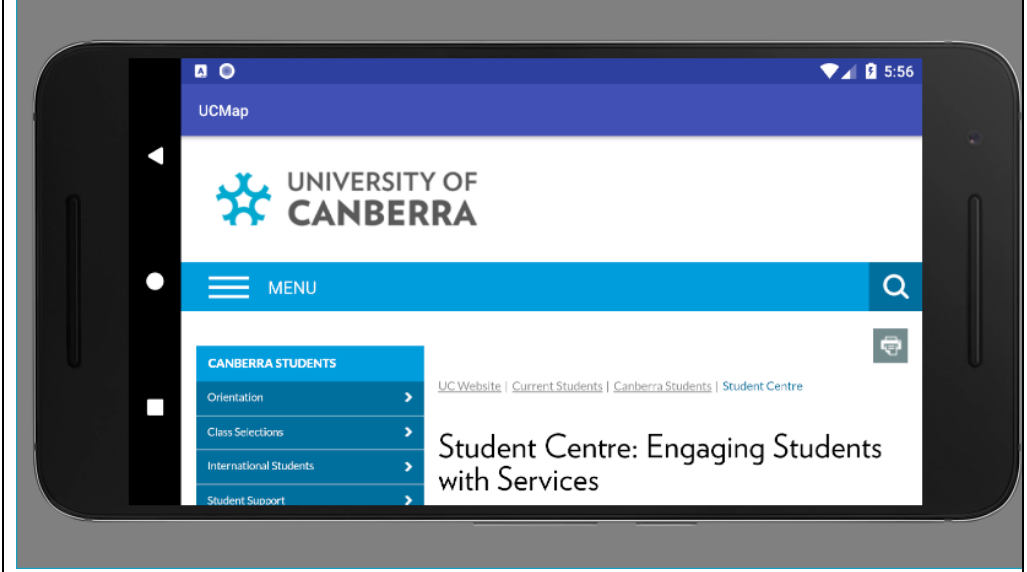 5:56
UCMap
UNIVERSITY OF
CANBERRA
MENU
CANBERRA STUDENTS
Orientation
Class Selections
International Students
Student Support
UC Website | Current Students | Canberra Students | Student Centre
Student Centre: Engaging Students
with Services